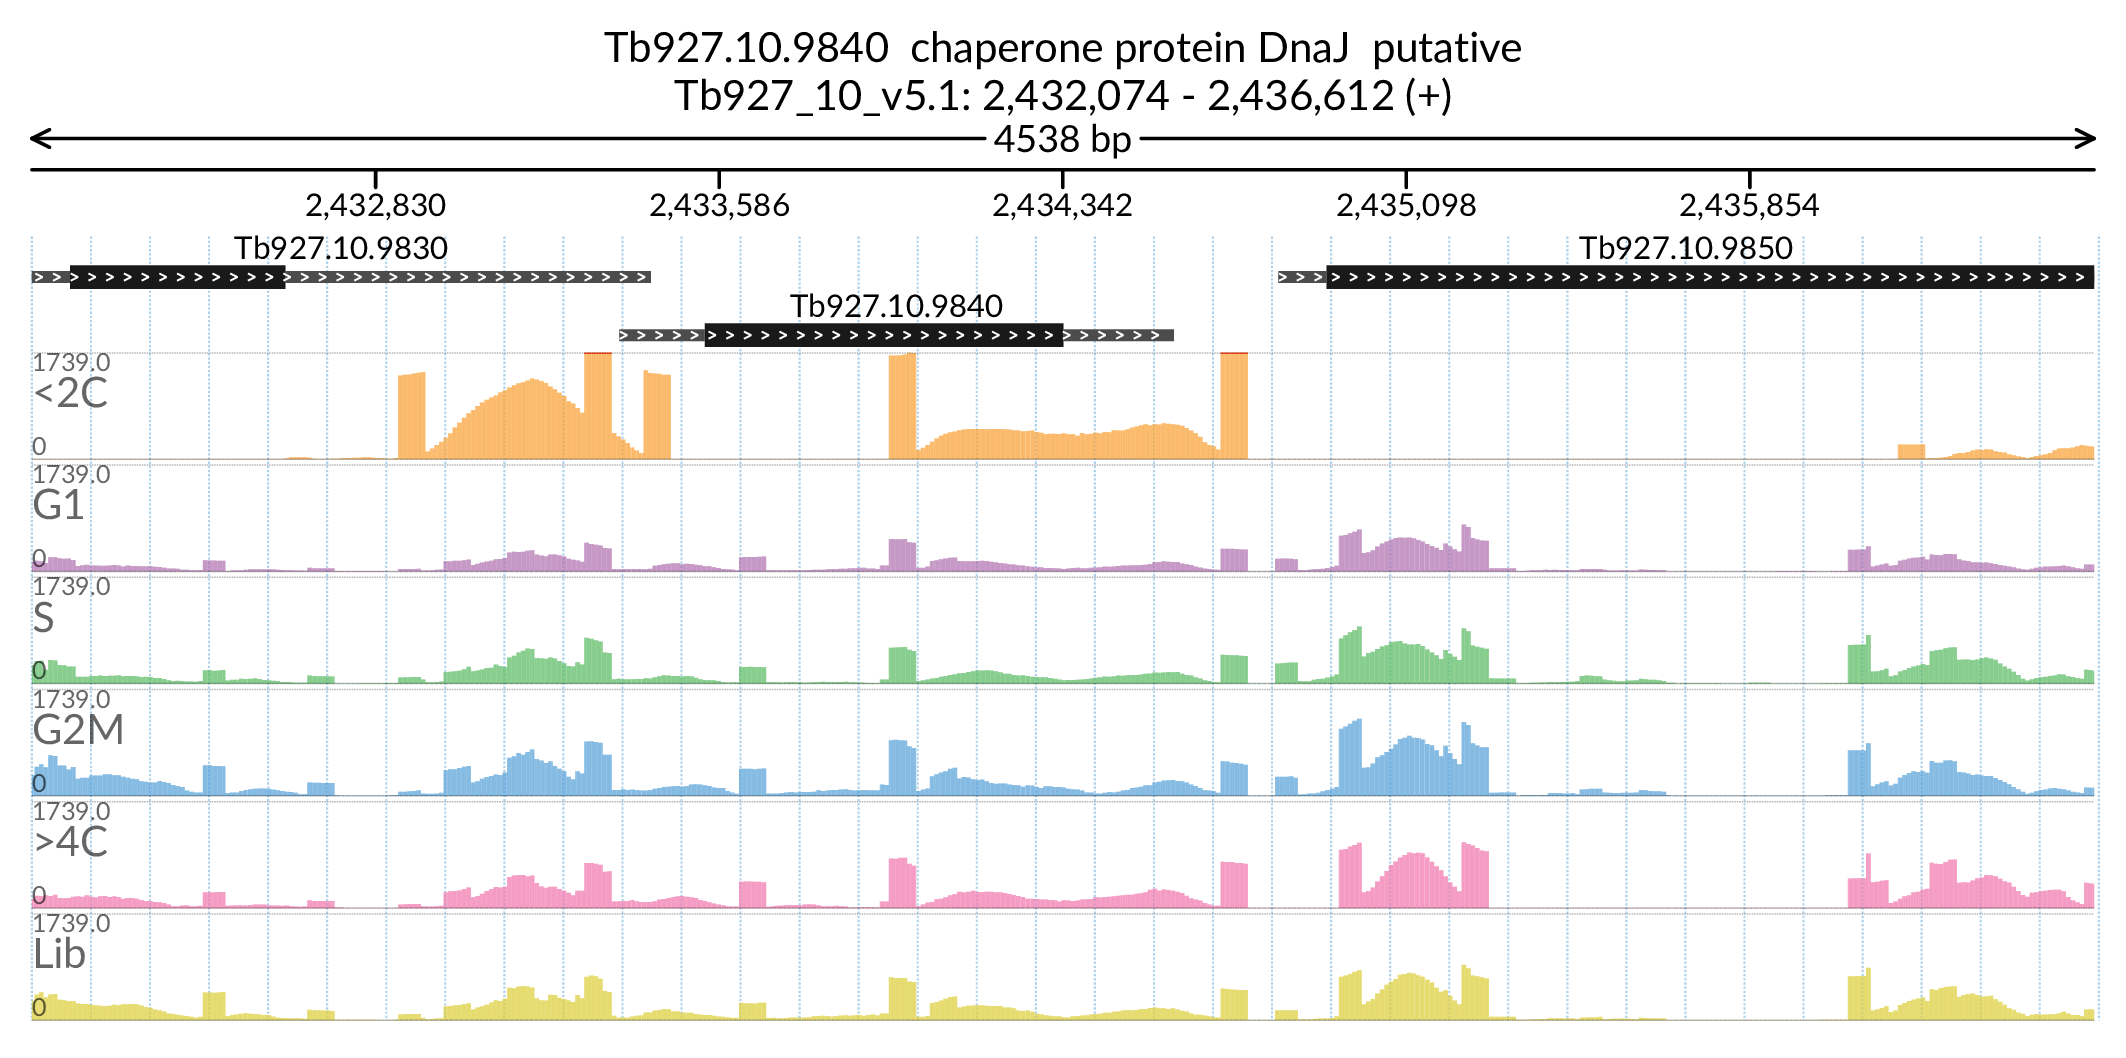 Tb927.10.9840  chaperone protein DnaJ  putative
Tb927_10_v5.1: 2,432,074 - 2,436,612 (+)
4538 bp
2,432,830 2,433,586 2,434,342 2,435,098 2,435,854
Tb927.10.9830 Tb927.10.9850
Tb927.10.9840
1739.0
<2C
0
1739.0
G1
0
1739.0
S
0
1739.0
G2M
0
1739.0
>4C
0
1739.0
Lib
0